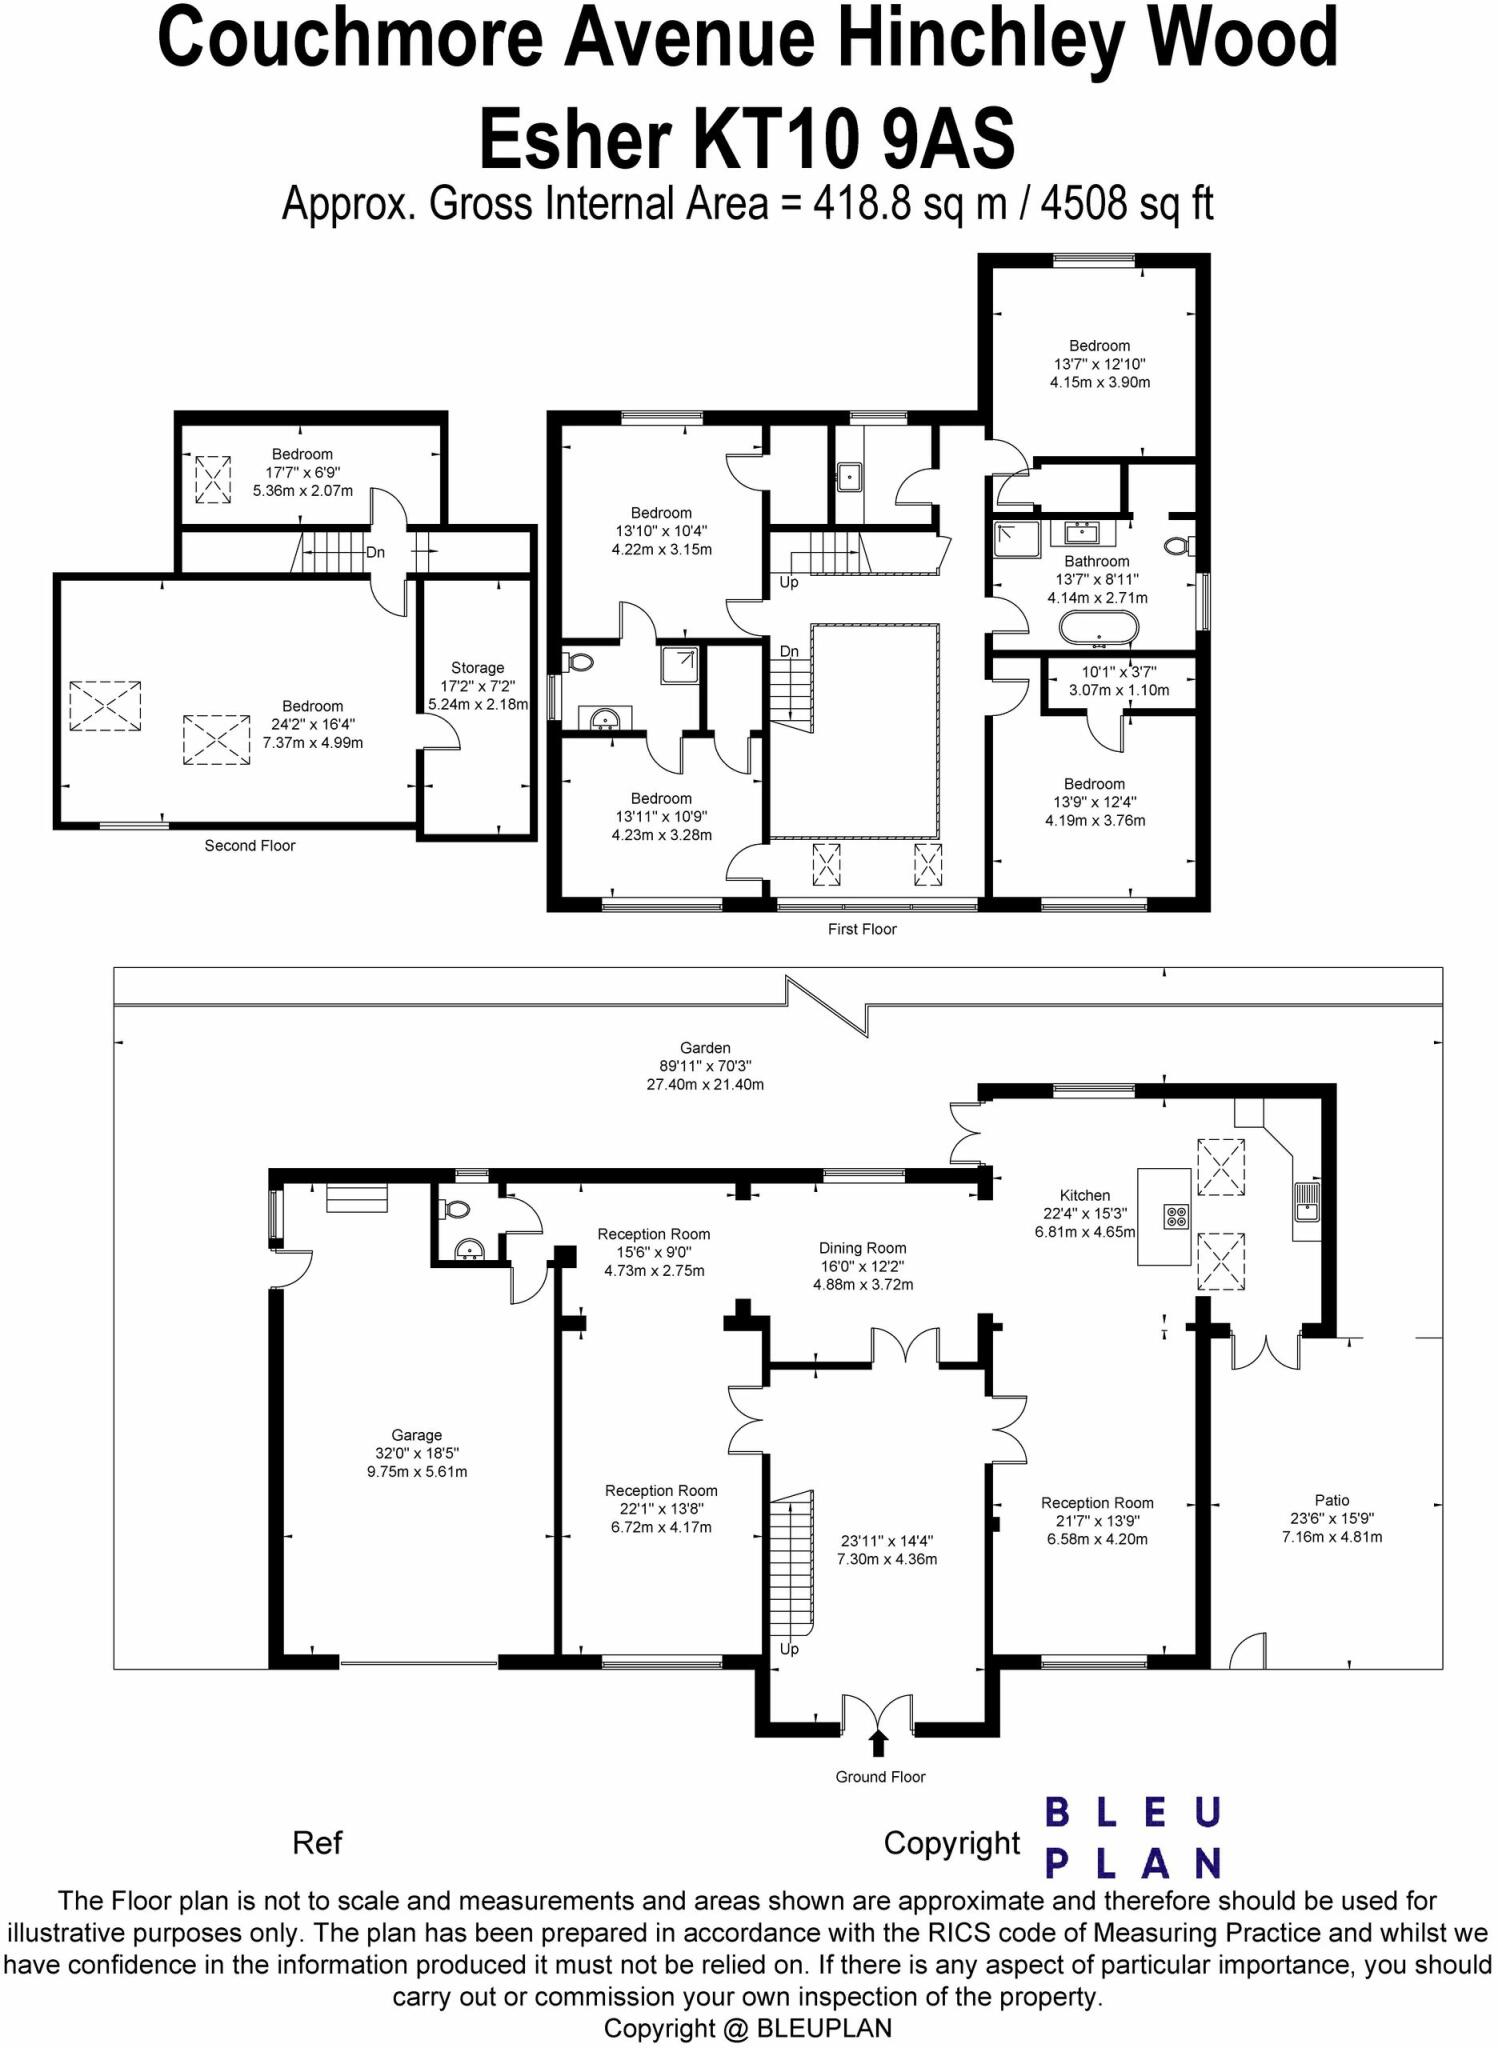 Couchmore Avenue Hinchley Wood
Esher KT10 9AS
Approx. Gross Internal Area = 418.8 sq m / 4508 sq ft
Bedroom
13'7" x 12'10"
4.15m x 3.90m
Bedroom
17'7" x 6'9"
5.36m x 2.07m
Dn
Bedroom
24'2" x 16'4"
7.37m x 4.99m
Storage
17'2" x 7'2"
5.24m x 2.18m
Second Floor
Bedroom
13'10" x 10'4"
4.22m x 3.15m
Up
Dn
Bathroom
13'7" x 8'11"
4.14m x 2.71m
10'1" x 3'7"
3.07m x 1.10m
Bedroom
13'11" x 10'9"
4.23m x 3.28m
Bedroom
13'9" x 12'4"
4.19m x 3.76m
First Floor
Garden
89'11" x 70'3"
27.40m x 21.40m
Reception Room
15'6" x 9'0"
4.73m x 2.75m
Dining Room
16'0" x 12'2"
4.88m x 3.72m
Kitchen
22'4" x 15'3"
6.81m x 4.65m
Garage
32'0" x 18'5"
9.75m x 5.61m
Reception Room
22'1" x 13'8"
6.72m x 4.17m
23'11" x 14'4"
7.30m x 4.36m
Up
Reception Room
21'7" x 13'9"
6.58m x 4.20m
Patio
23'6" x 15'9"
7.16m x 4.81m
Ground Floor
Ref
Copyright
BLEU
PLAN
The Floor plan is not to scale and measurements and areas shown are approximate and therefore should be used for
illustrative purposes only. The plan has been prepared in accordance with the RICS code of Measuring Practice and whilst we
have confidence in the information produced it must not be relied on. If there is any aspect of particular importance, you should
carry out or commission your own inspection of the property.
Copyright @ BLEUPLAN